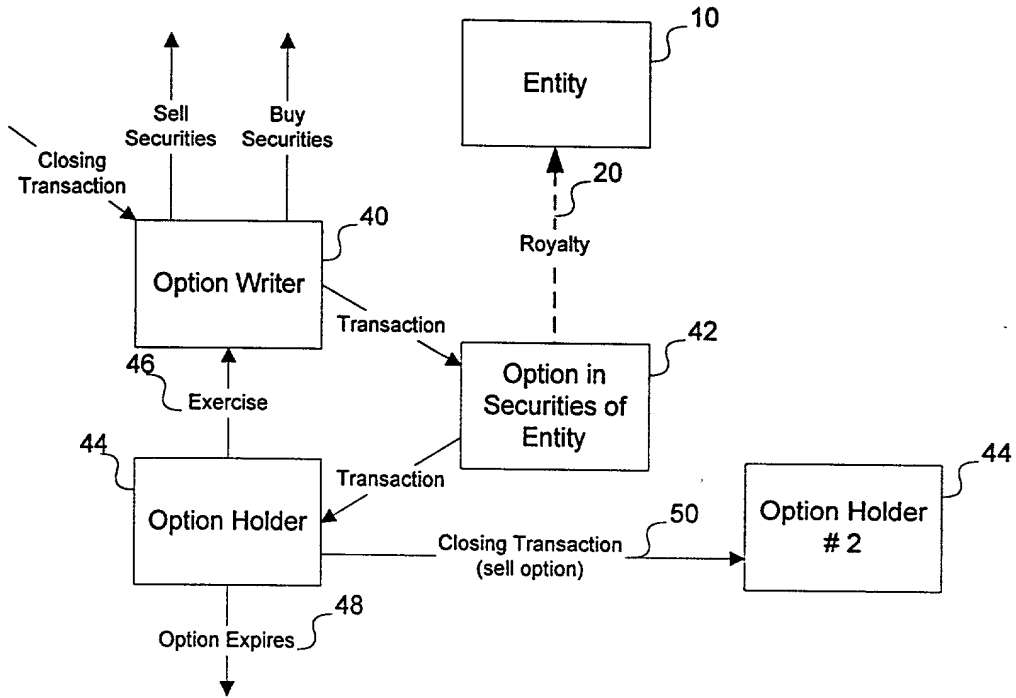 10
Entity
Sell
Securities
Buy
Securities
Closing
Transaction
20
40
Royalty
Option Writer
Transaction
42
46
Option in
Securities of
Entity
Exercise
44
Transaction
44
Option Holder
50
Option Holder
# 2
Closing Transaction
(sell option)
48
Option Expires